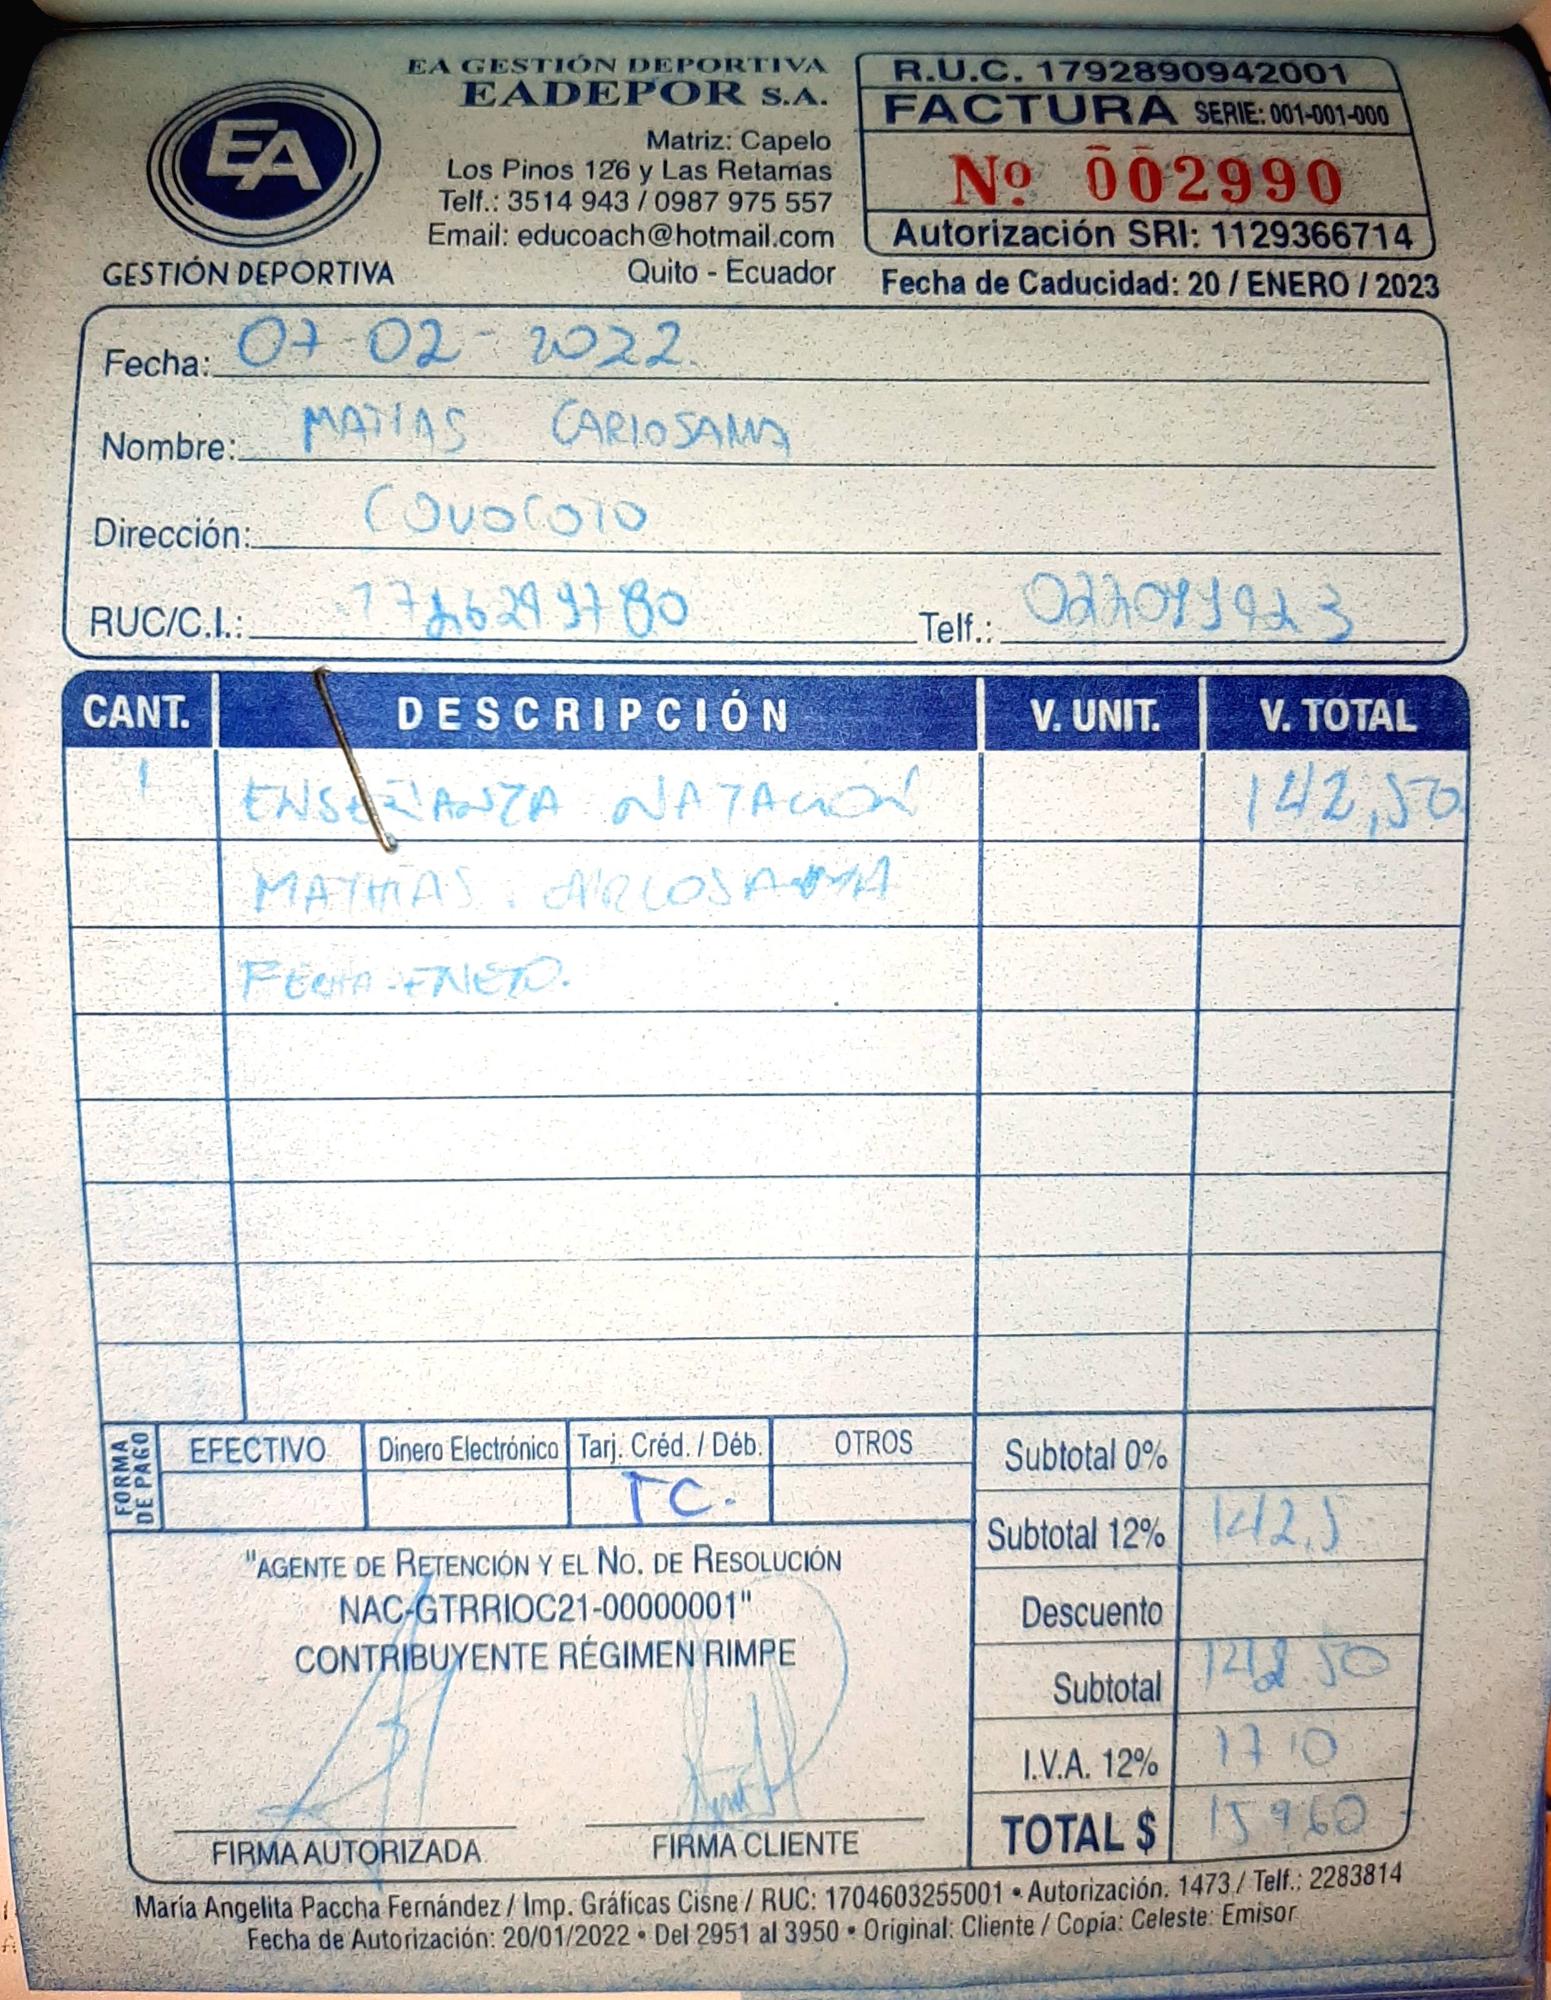 EA GESTIÓN DEPORTIVA
EADEPOR S.A.
EA
GESTIÓN DEPORTIVA
Matriz: Capelo
Los Pinos 126 y Las Retamas
Telf.: 3514 943 / 0987 975 557
Email: educoach@hotmail.com
Quito - Ecuador
R.U.C. 1792890942001
FACTURA SERIE: 001-001-000
Nº 002990
Autorización SRI: 1129366714
Fecha de Caducidad: 20 / ENERO / 2023
Fecha: 07-02-2022.
Nombre: MATIAS CARLOSAMA
Dirección: CONOCOTO
RUC/C.I.: Telf.:
CANT. DESCRIPCIÓN V. UNIT. V. TOTAL
1 ENSEÑANZA NATACIÓN 142,50
MATHIAS CARLOSAMA
FECHA-ENERO.
FORMA DE PAGO
EFECTIVO Dinero Electrónico Tarj. Créd. / Déb. OTROS
TC.
Subtotal 0%
Subtotal 12% 142.5
Descuento
Subtotal 142.50
I.V.A. 12% 17 10
TOTAL $ 159 60
"AGENTE DE RETENCIÓN Y EL NO. DE RESOLUCIÓN
NAC-GTRRIOC21-00000001"
CONTRIBUYENTE RÉGIMEN RIMPE
FIRMA AUTORIZADA FIRMA CLIENTE
María Angelita Paccha Fernández / Imp. Gráficas Cisne / RUC: 1704603255001 • Autorización. 1473 / Telf.: 2283814
Fecha de Autorización: 20/01/2022 • Del 2951 al 3950 • Original: Cliente / Copia: Celeste: Emisor